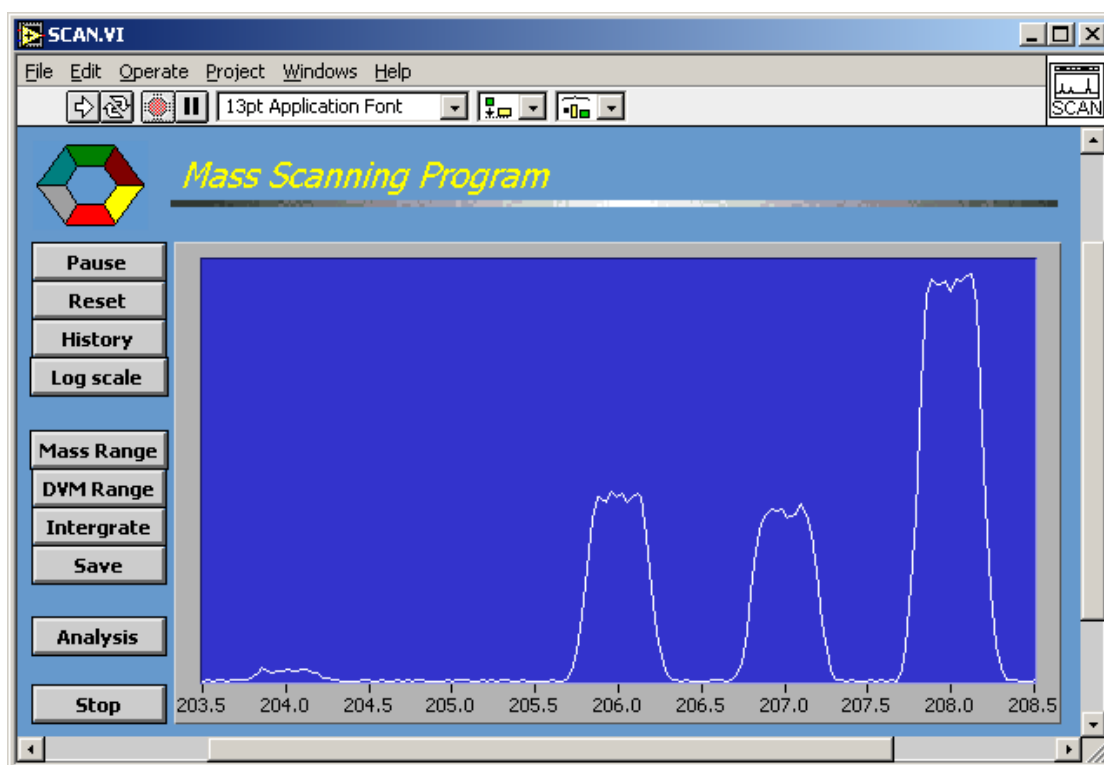 SCAN.VI
File Edit Operate Project Windows Help
13pt Application Font
SCAN
Mass Scanning Program
Pause
Reset
History
Log scale
Mass Range
DVM Range
Intergrate
Save
Analysis
Stop
203.5 204.0 204.5 205.0 205.5 206.0 206.5 207.0 207.5 208.0 208.5